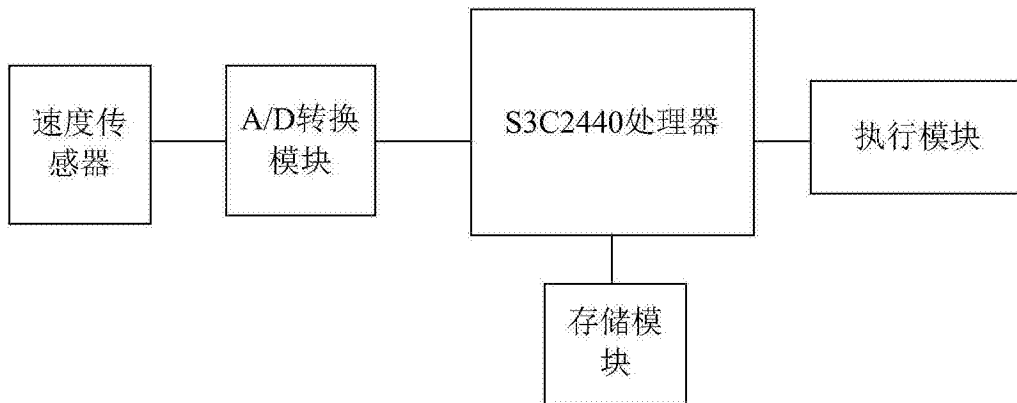 速度传
感器
A/D转换
模块
S3C2440处理器
执行模块
存储模
块